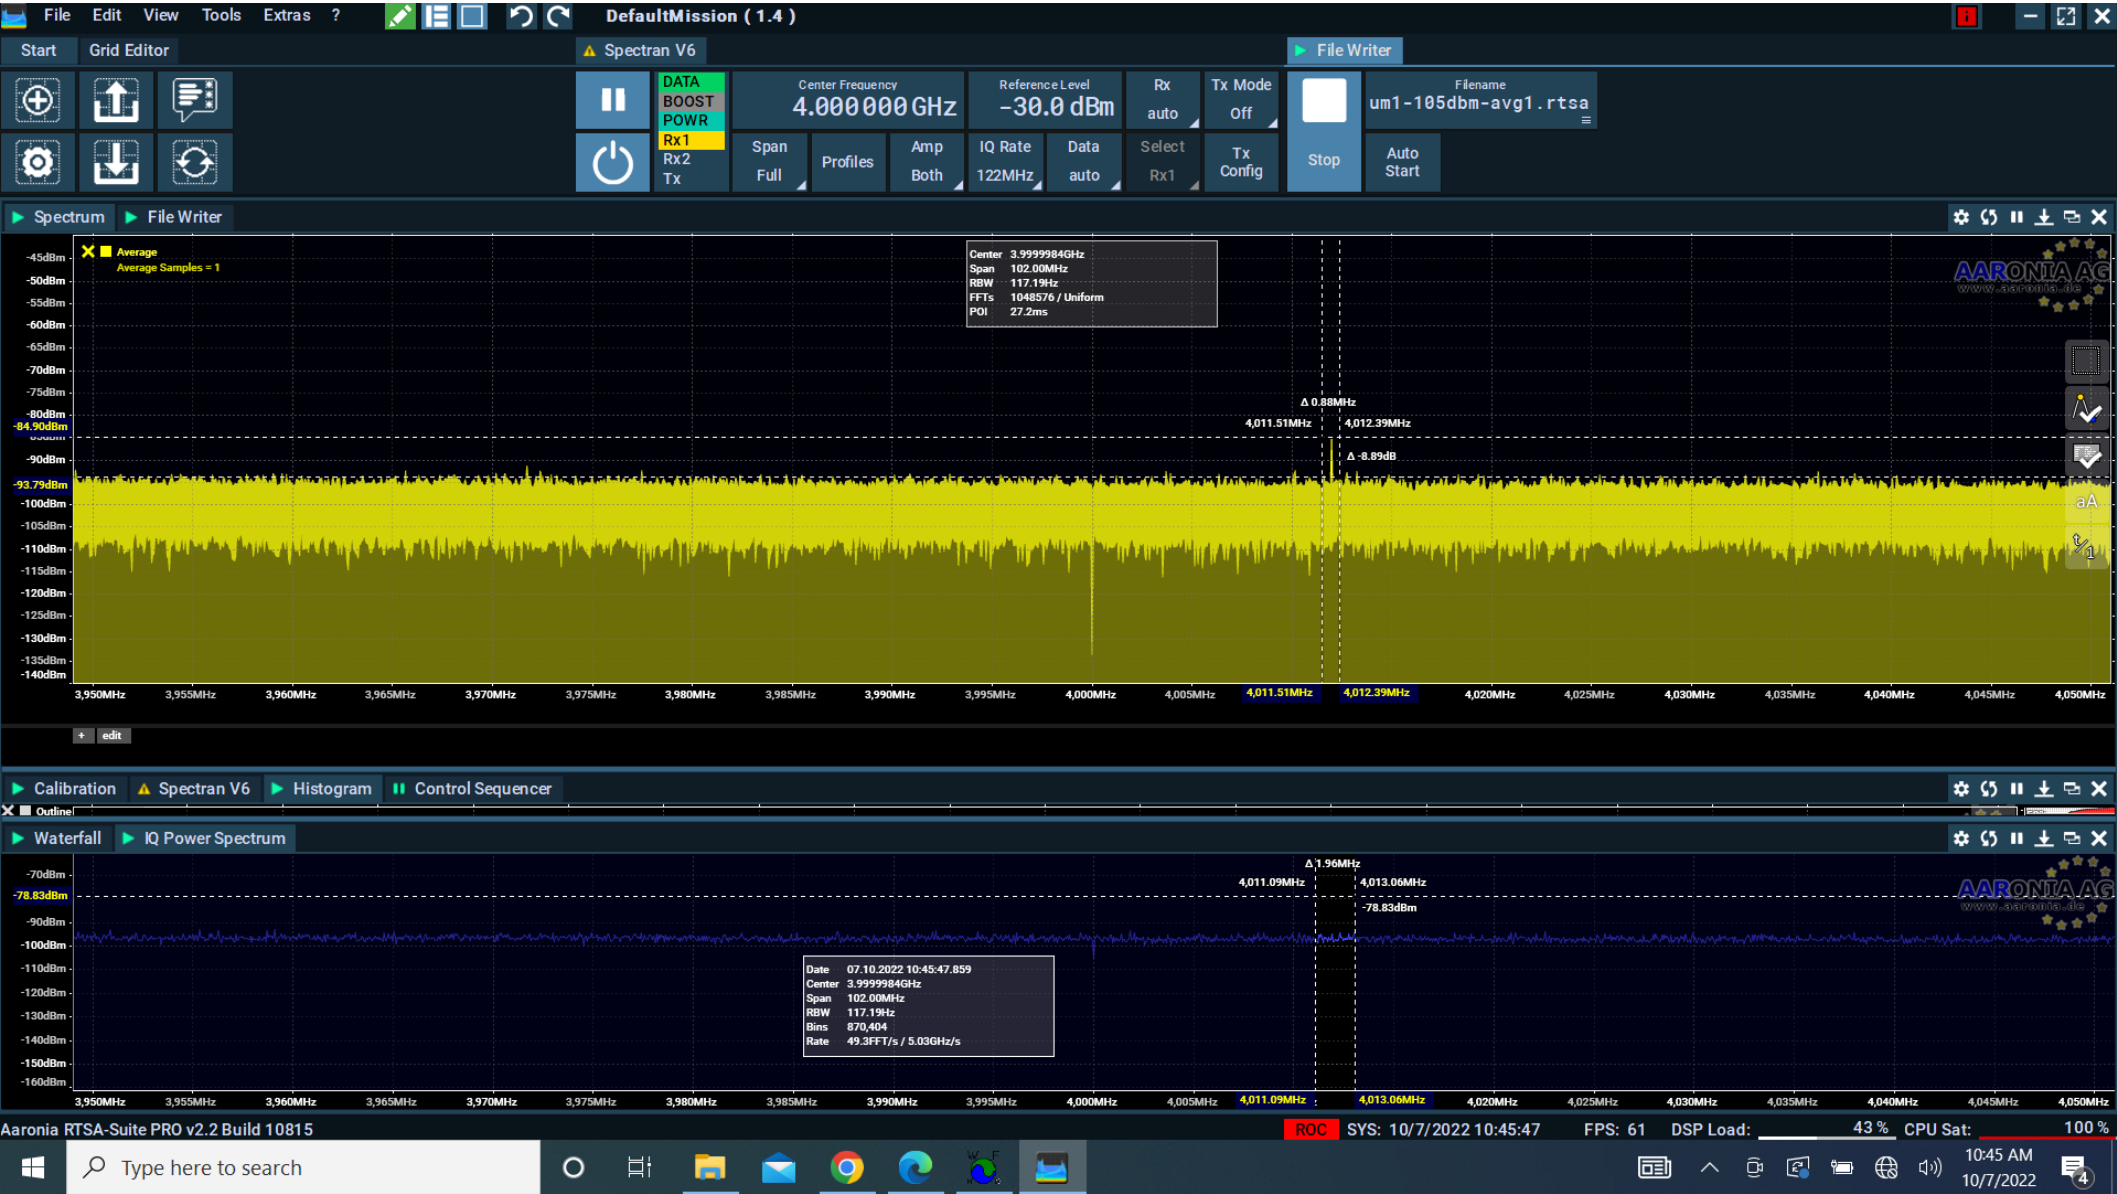 File Edit View Tools Extras ? DefaultMission ( 1.4 )
Start Grid Editor Spectran V6 File Writer
DATA
BOOST
POWR
Rx1
Rx2
Tx
Center Frequency
4.000000GHz
Reference Level
-30.0dBm
Rx
auto
Tx Mode
Off
Filename
um1-105dbm-avg1.rtsa
Span
Full
Profiles
Amp
Both
IQ Rate
122MHz
Data
auto
Select
Rx1
Tx
Config
Stop
Auto
Start
Spectrum File Writer
Average
Average Samples = 1
Center 3.9999984GHz
Span 102.00MHz
RBW 117.19Hz
FFTs 1048576 / Uniform
POI 27.2ms
AARONIA AG
www.aaronia.de
-45dBm
-50dBm
-55dBm
-60dBm
-65dBm
-70dBm
-75dBm
-80dBm
-84.90dBm
-90dBm
-93.79dBm
-100dBm
-105dBm
-110dBm
-115dBm
-120dBm
-125dBm
-130dBm
-135dBm
-140dBm
Δ 0.88MHz
4,011.51MHz 4,012.39MHz
Δ -8.89dB
aA
t/1
3,950MHz 3,955MHz 3,960MHz 3,965MHz 3,970MHz 3,975MHz 3,980MHz 3,985MHz 3,990MHz 3,995MHz 4,000MHz 4,005MHz 4,011.51MHz 4,012.39MHz 4,020MHz 4,025MHz 4,030MHz 4,035MHz 4,040MHz 4,045MHz 4,050MHz
+ edit
Calibration Spectran V6 Histogram Control Sequencer
Outline
Waterfall IQ Power Spectrum
-70dBm
-78.83dBm
-90dBm
-100dBm
-110dBm
-120dBm
-130dBm
-140dBm
-150dBm
-160dBm
Δ 1.96MHz
4,011.09MHz 4,013.06MHz
-78.83dBm
AARONIA AG
www.aaronia.de
Date 07.10.2022 10:45:47.859
Center 3.9999984GHz
Span 102.00MHz
RBW 117.19Hz
Bins 870,404
Rate 49.3FFT/s / 5.03GHz/s
3,950MHz 3,955MHz 3,960MHz 3,965MHz 3,970MHz 3,975MHz 3,980MHz 3,985MHz 3,990MHz 3,995MHz 4,000MHz 4,005MHz 4,011.09MHz 4,013.06MHz 4,020MHz 4,025MHz 4,030MHz 4,035MHz 4,040MHz 4,045MHz 4,050MHz
Aaronia RTSA-Suite PRO v2.2 Build 10815 ROC SYS: 10/7/2022 10:45:47 FPS: 61 DSP Load: 43 % CPU Sat: 100 %
Type here to search
10:45 AM
10/7/2022
4